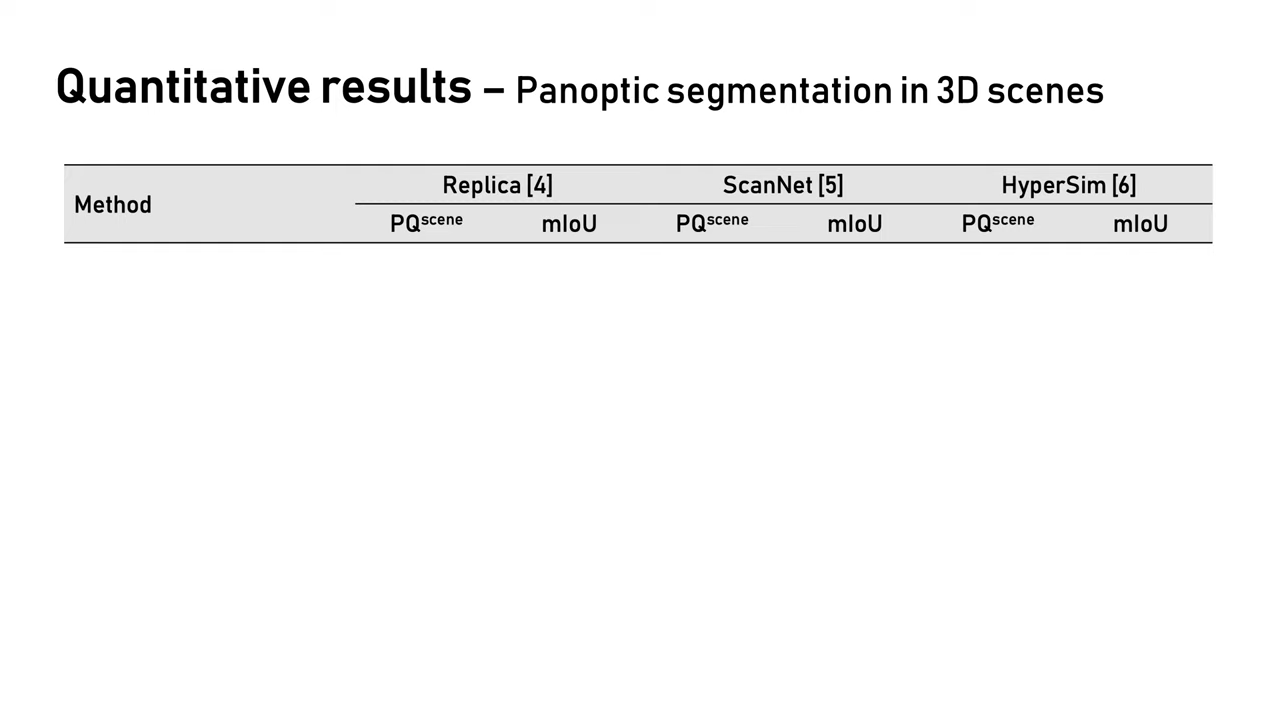 Quantitative results – Panoptic segmentation in 3D scenes
Method
Replica [4] ScanNet [5] HyperSim [6]
PQscene mIoU PQscene mIoU PQscene mIoU